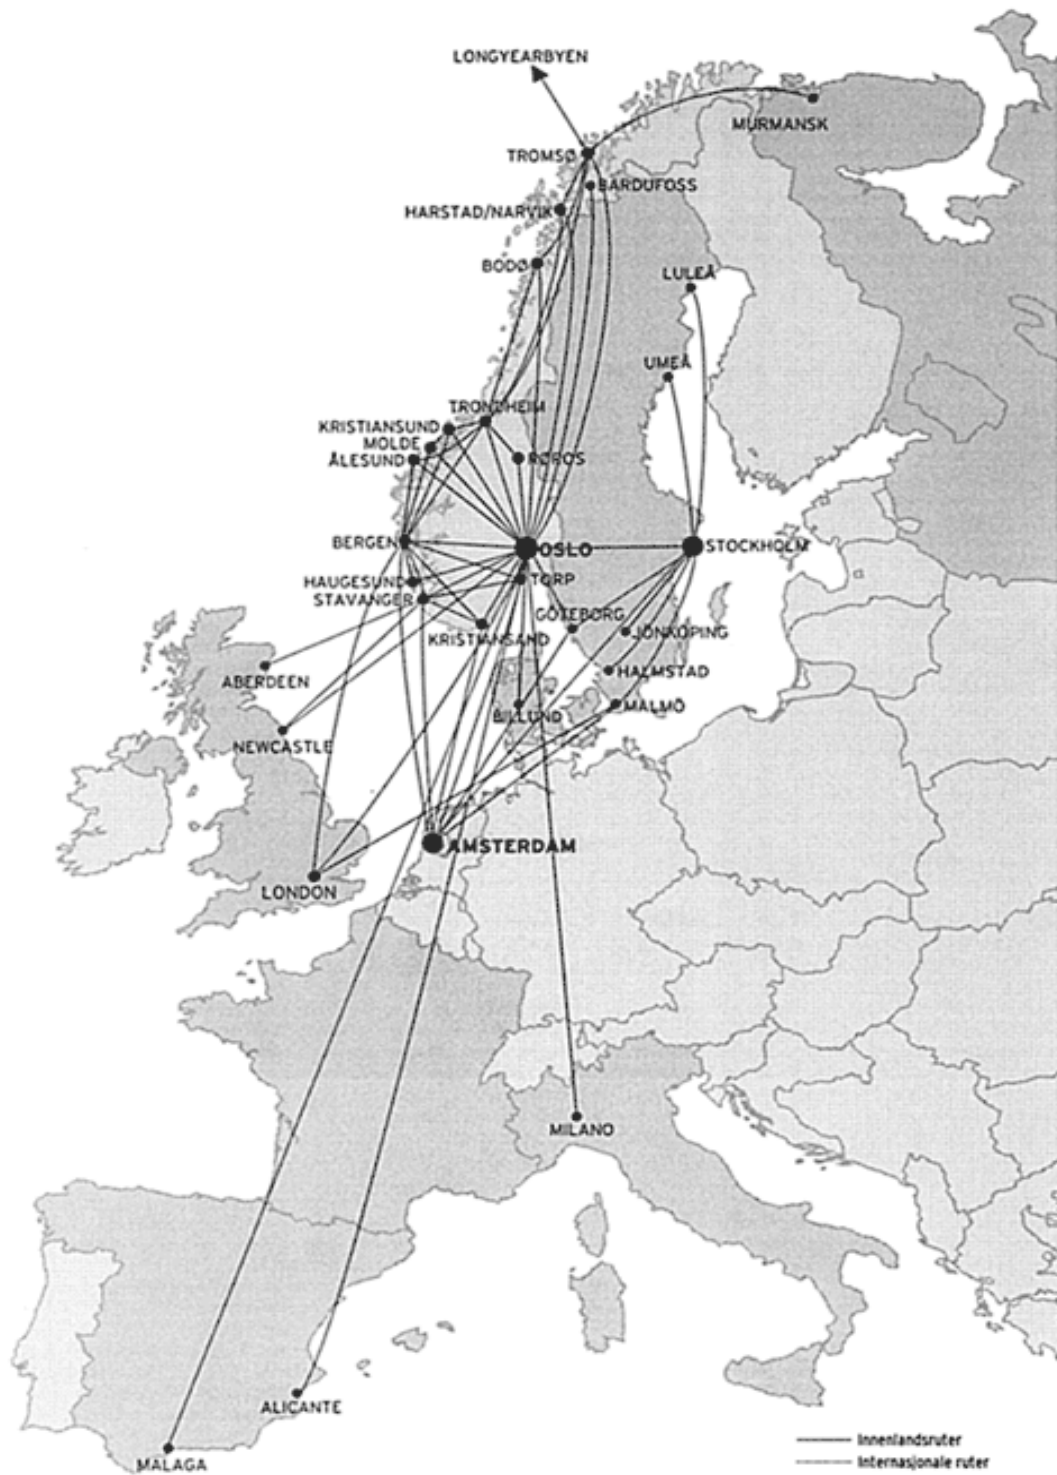 LONGYEARBYEN
MURMANSK
TROMSØ
BARDUFOSS
HARSTAD/NARVIK
BODØ
LULEÅ
UMEÅ
TRONDHEIM
KRISTIANSUND
MOLDE
RØROS
ÅLESUND
BERGEN
OSLO
STOCKHOLM
HAUGESUND
TORP
STAVANGER
GÖTEBORG
JÖNKÖPING
KRISTIANSAND
HALMSTAD
ABERDEEN
MALMÖ
BILLUND
NEWCASTLE
AMSTERDAM
LONDON
MILANO
ALICANTE
MALAGA
Innenlandsruter
Internasjonale ruter